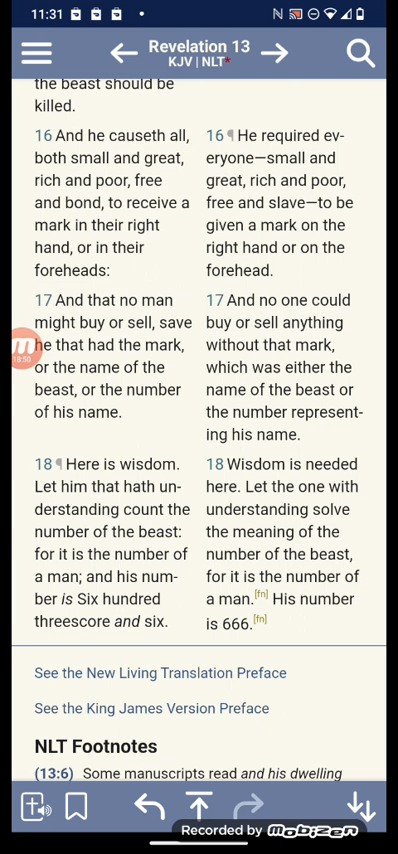 11:31
Revelation 13
KJV | NLT*
the beast should be
killed.
16 And he causeth all,
both small and great,
rich and poor, free
and bond, to receive a
mark in their right
hand, or in their
foreheads:
17 And that no man
might buy or sell, save
he that had the mark,
or the name of the
beast, or the number
of his name.
18 ¶ Here is wisdom.
Let him that hath un-
derstanding count the
number of the beast:
for it is the number of
a man; and his num-
ber is Six hundred
threescore and six.
16 ¶ He required ev-
eryone—small and
great, rich and poor,
free and slave—to be
given a mark on the
right hand or on the
forehead.
17 And no one could
buy or sell anything
without that mark,
which was either the
name of the beast or
the number represent-
ing his name.
18 Wisdom is needed
here. Let the one with
understanding solve
the meaning of the
number of the beast,
for it is the number of
a man.[fn] His number
is 666.[fn]
m
18:50
See the New Living Translation Preface
See the King James Version Preface
NLT Footnotes
(13:6) Some manuscripts read and his dwelling
Recorded by mobizen